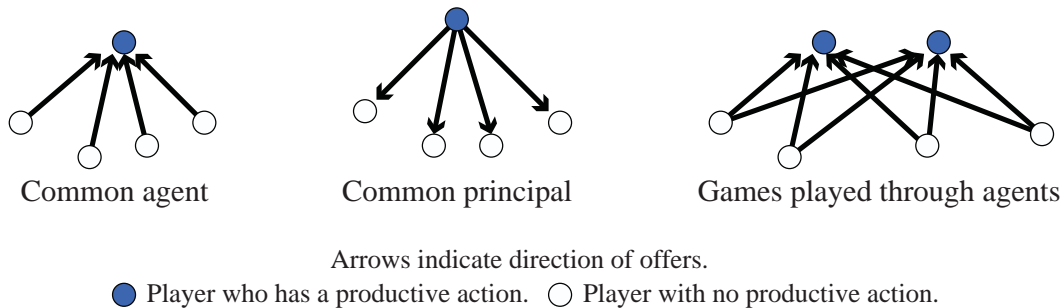 Common agent
Common principal
Games played through agents
Arrows indicate direction of offers.
Player who has a productive action.
Player with no productive action.